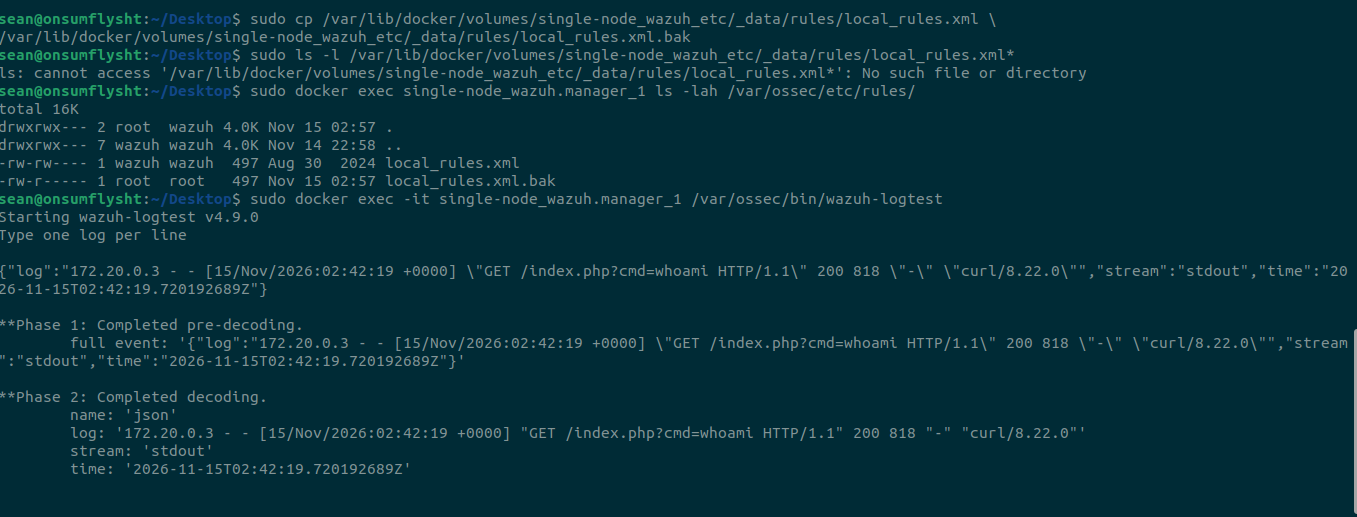 sean@onsumflysht:~/Desktop$ sudo cp /var/lib/docker/volumes/single-node_wazuh_etc/_data/rules/local_rules.xml \
/var/lib/docker/volumes/single-node_wazuh_etc/_data/rules/local_rules.xml.bak
sean@onsumflysht:~/Desktop$ sudo ls -l /var/lib/docker/volumes/single-node_wazuh_etc/_data/rules/local_rules.xml*
ls: cannot access '/var/lib/docker/volumes/single-node_wazuh_etc/_data/rules/local_rules.xml*': No such file or directory
sean@onsumflysht:~/Desktop$ sudo docker exec single-node_wazuh.manager_1 ls -lah /var/ossec/etc/rules/
total 16K
drwxrwx--- 2 root  wazuh 4.0K Nov 15 02:57 .
drwxrwx--- 7 wazuh wazuh 4.0K Nov 14 22:58 ..
-rw-rw---- 1 wazuh wazuh  497 Aug 30  2024 local_rules.xml
-rw-r----- 1 root  root   497 Nov 15 02:57 local_rules.xml.bak
sean@onsumflysht:~/Desktop$ sudo docker exec -it single-node_wazuh.manager_1 /var/ossec/bin/wazuh-logtest
Starting wazuh-logtest v4.9.0
Type one log per line
{"log":"172.20.0.3 - - [15/Nov/2026:02:42:19 +0000] \"GET /index.php?cmd=whoami HTTP/1.1\" 200 818 \"-\" \"curl/8.22.0\"","stream":"stdout","time":"20
26-11-15T02:42:19.720192689Z"}
**Phase 1: Completed pre-decoding.
full event: '{"log":"172.20.0.3 - - [15/Nov/2026:02:42:19 +0000] \"GET /index.php?cmd=whoami HTTP/1.1\" 200 818 \"-\" \"curl/8.22.0\"","stream
":"stdout","time":"2026-11-15T02:42:19.720192689Z"}'
**Phase 2: Completed decoding.
name: 'json'
log: '172.20.0.3 - - [15/Nov/2026:02:42:19 +0000] "GET /index.php?cmd=whoami HTTP/1.1" 200 818 "-" "curl/8.22.0"'
stream: 'stdout'
time: '2026-11-15T02:42:19.720192689Z'